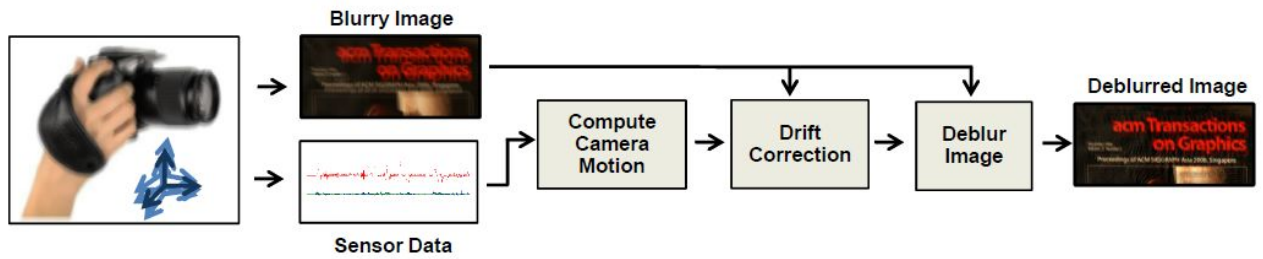 Blurry Image
acm Transactions
on Graphics
Sensor Data
Compute
Camera
Motion
Drift
Correction
Deblur
Image
Deblurred Image
acm Transactions
on Graphics
Proceedings of ACM SIGGRAPH Asia 2009, Singapore